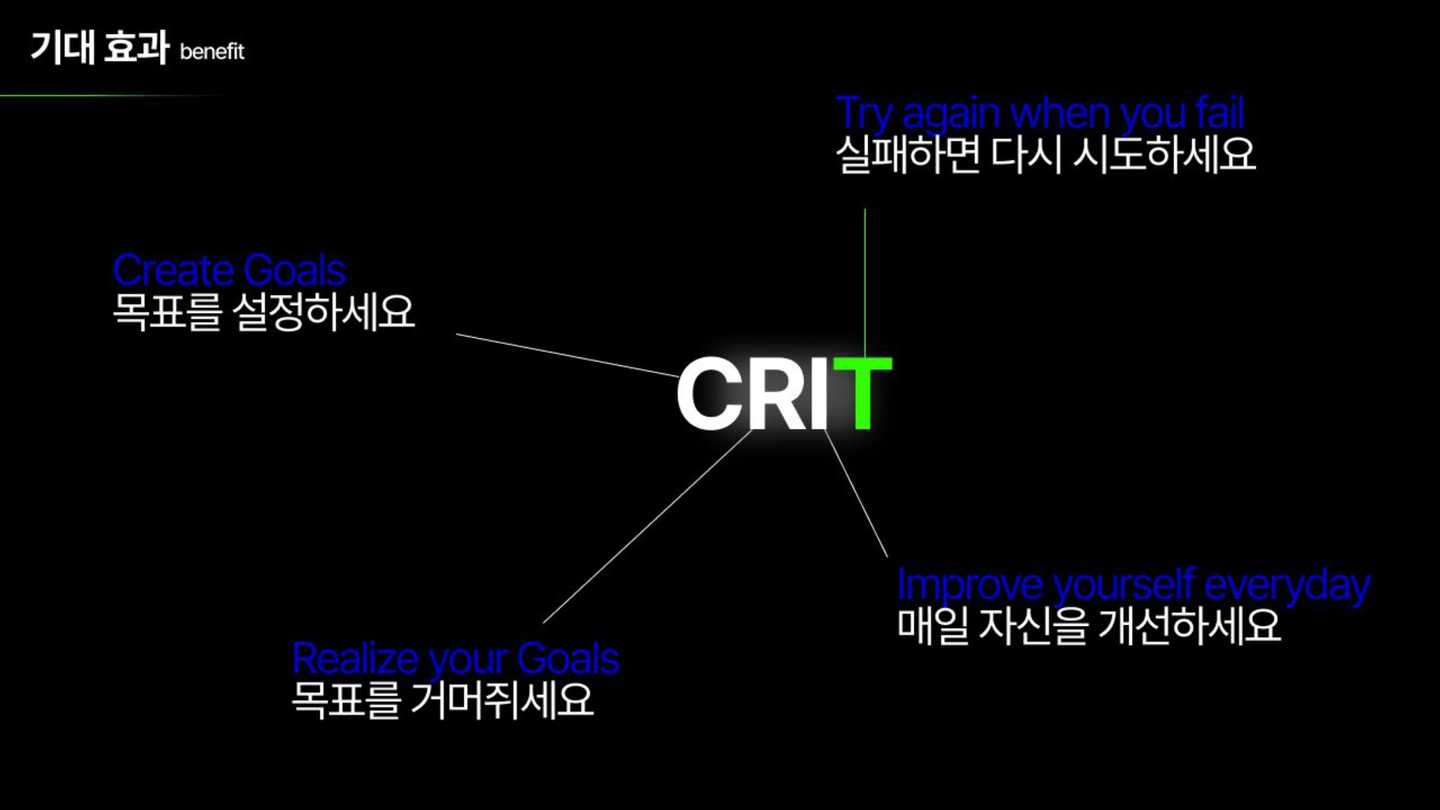 기대 효과 benefit
Try again when you fail
실패하면 다시 시도하세요
Create Goals
목표를 설정하세요
CRIT
Improve yourself everyday
매일 자신을 개선하세요
Realize your Goals
목표를 거머쥐세요